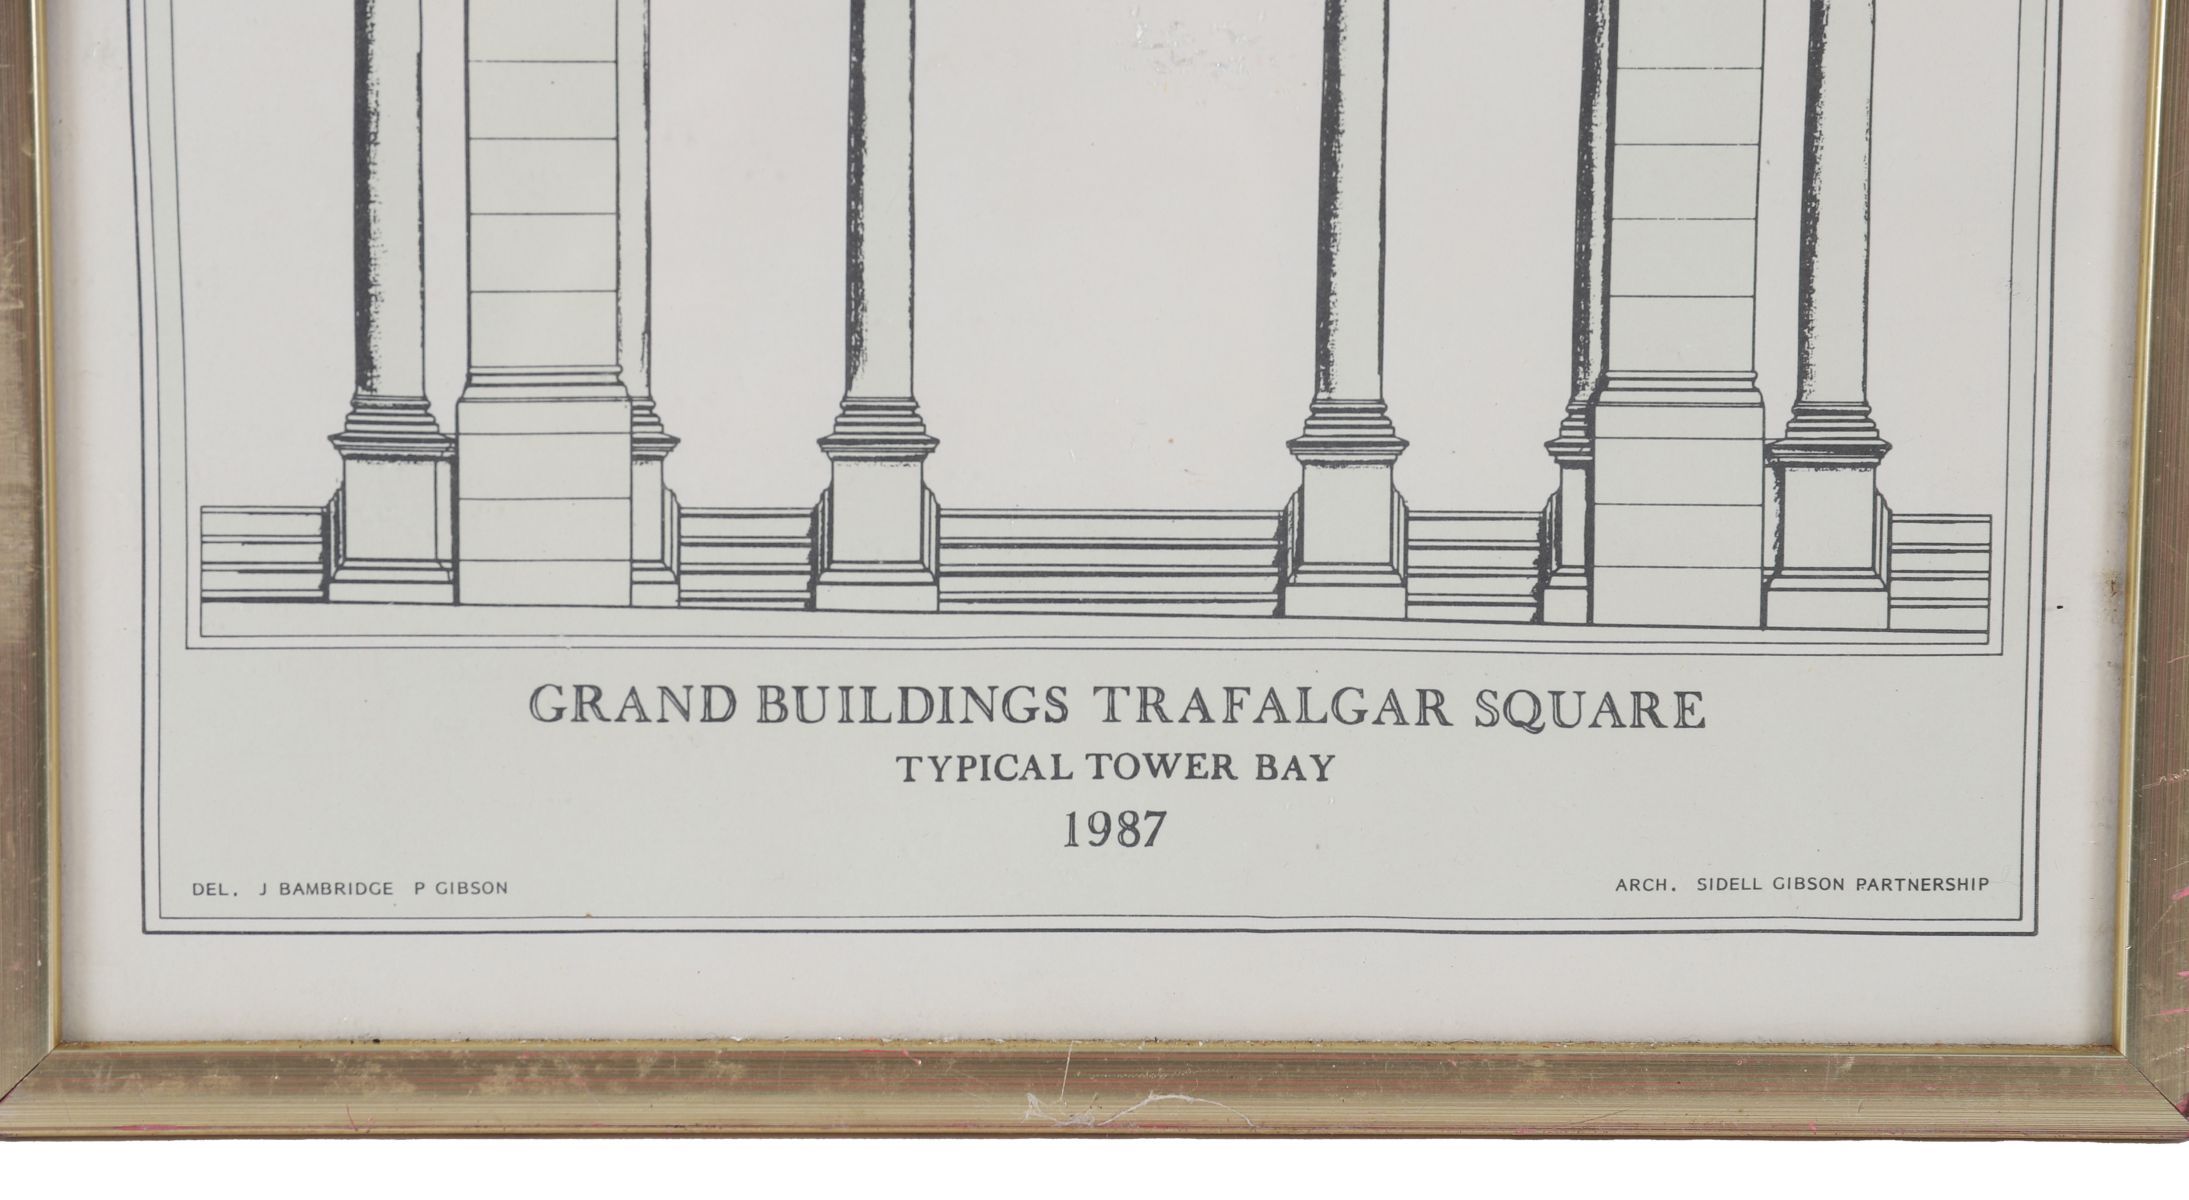 GRAND BUILDINGS TRAFALGAR SQUARE
TYPICAL TOWER BAY
1987
DEL. J BAMBRIDGE P GIBSON
ARCH. SIDELL GIBSON PARTNERSHIP